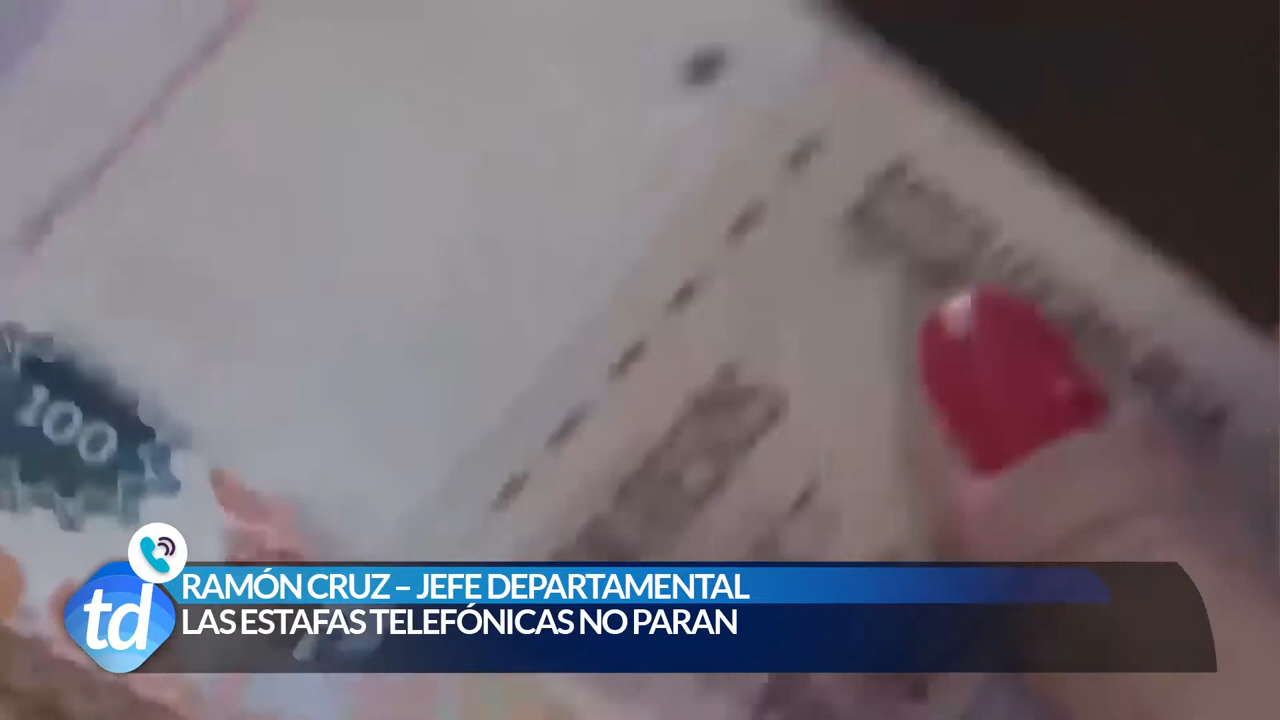 100
td
RAMÓN CRUZ – JEFE DEPARTAMENTAL
LAS ESTAFAS TELEFÓNICAS NO PARAN